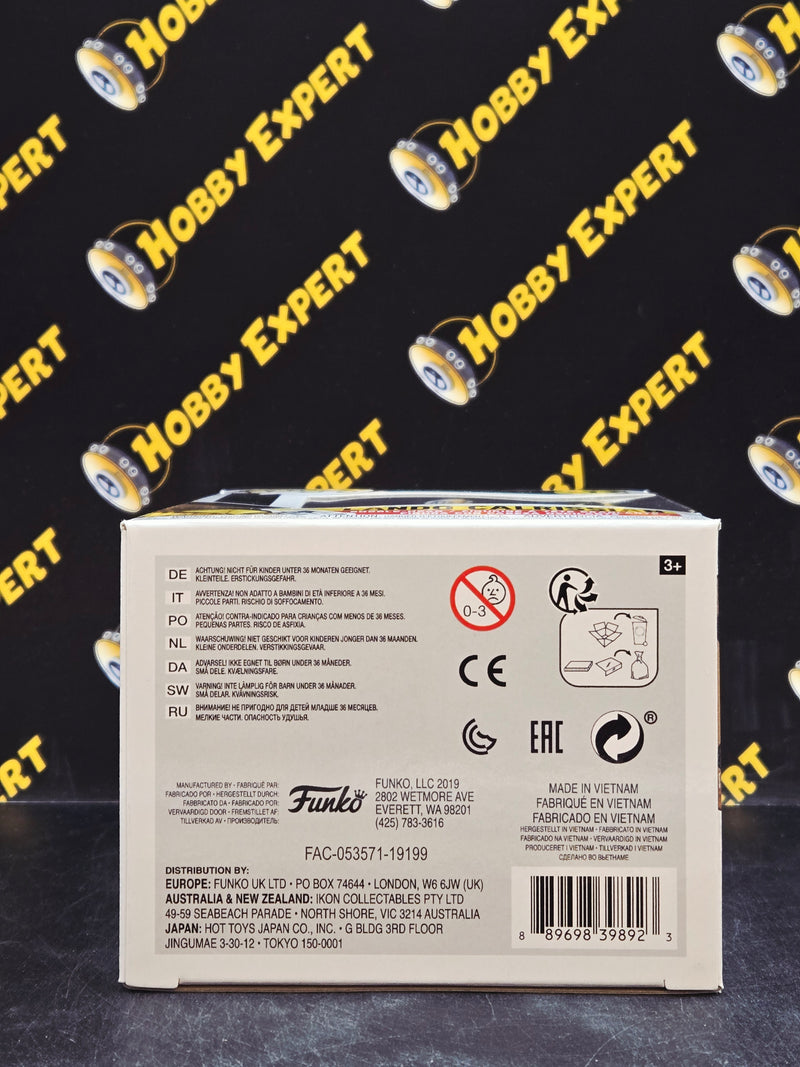 HOBBY EXPERT
HOBBY EXPERT
PERT
HOBBY EXPERT
HOBBY EXPERT
HOBBY EXPERT
PERT
HOBBY EXPERT
HOBBY EXPERT
ERT
LANDO CALRISSIAN
3+
DE ACHTUNG! NICHT FÜR KINDER UNTER 36 MONATEN GEEIGNET.
KLEINTEILE. ERSTICKUNGSGEFAHR.
IT AVVERTENZA! NON ADATTO A BAMBINI DI ETÀ INFERIORE A 36 MESI.
PICCOLE PARTI. RISCHIO DI SOFFOCAMENTO.
PO ATENÇÃO! CONTRA-INDICADO PARA CRIANÇAS COM MENOS DE 36 MESES.
PEQUENAS PARTES. RISCO DE ASFIXIA.
NL WAARSCHUWING! NIET GESCHIKT VOOR KINDEREN JONGER DAN 36 MAANDEN.
KLEINE ONDERDELEN. VERSTIKKINGSGEVAAR.
DA ADVARSEL! IKKE EGNET TIL BØRN UNDER 36 MÅNEDER.
SMÅ DELE. KVÆLNINGSFARE.
SW VARNING! INTE LÄMPLIG FÖR BARN UNDER 36 MÅNADER.
SMÅ DELAR. KVÄVNINGSRISK.
RU ВНИМАНИЕ! НЕ ПРИГОДНО ДЛЯ ДЕТЕЙ МЛАДШЕ 36 МЕСЯЦЕВ.
МЕЛКИЕ ЧАСТИ. ОПАСНОСТЬ УДУШЬЯ.
0-3
CE
EAC
®
MANUFACTURED BY • FABRIQUÉ PAR:
FABRICADO POR • HERGESTELLT DURCH:
FABBRICATO DA • FABRICADO POR:
VERVAARDIGD DOOR • FREMSTILLET AF:
TILLVERKAD AV • ПРОИЗВОДИТЕЛЬ:
Funko
FUNKO, LLC 2019
2802 WETMORE AVE
EVERETT, WA 98201
(425) 783-3616
MADE IN VIETNAM
FABRIQUÉ EN VIETNAM
FABRICADO EN VIETNAM
HERGESTELLT IN VIETNAM • FABBRICATO IN VIETNAM
FABRICADO NA VIETNAM • VERVAARDIGD IN VIETNAM
PRODUCERET I VIETNAM • TILLVERKAD I VIETNAM
СДЕЛАНО ВО ВЬЕТНАМЕ
FAC-053571-19199
DISTRIBUTION BY:
EUROPE: FUNKO UK LTD • PO BOX 74644 • LONDON, W6 6JW (UK)
AUSTRALIA & NEW ZEALAND: IKON COLLECTABLES PTY LTD
49-59 SEABEACH PARADE • NORTH SHORE, VIC 3214 AUSTRALIA
JAPAN: HOT TOYS JAPAN CO., INC. • G BLDG 3RD FLOOR
JINGUMAE 3-30-12 • TOKYO 150-0001
8 89698 39892 3